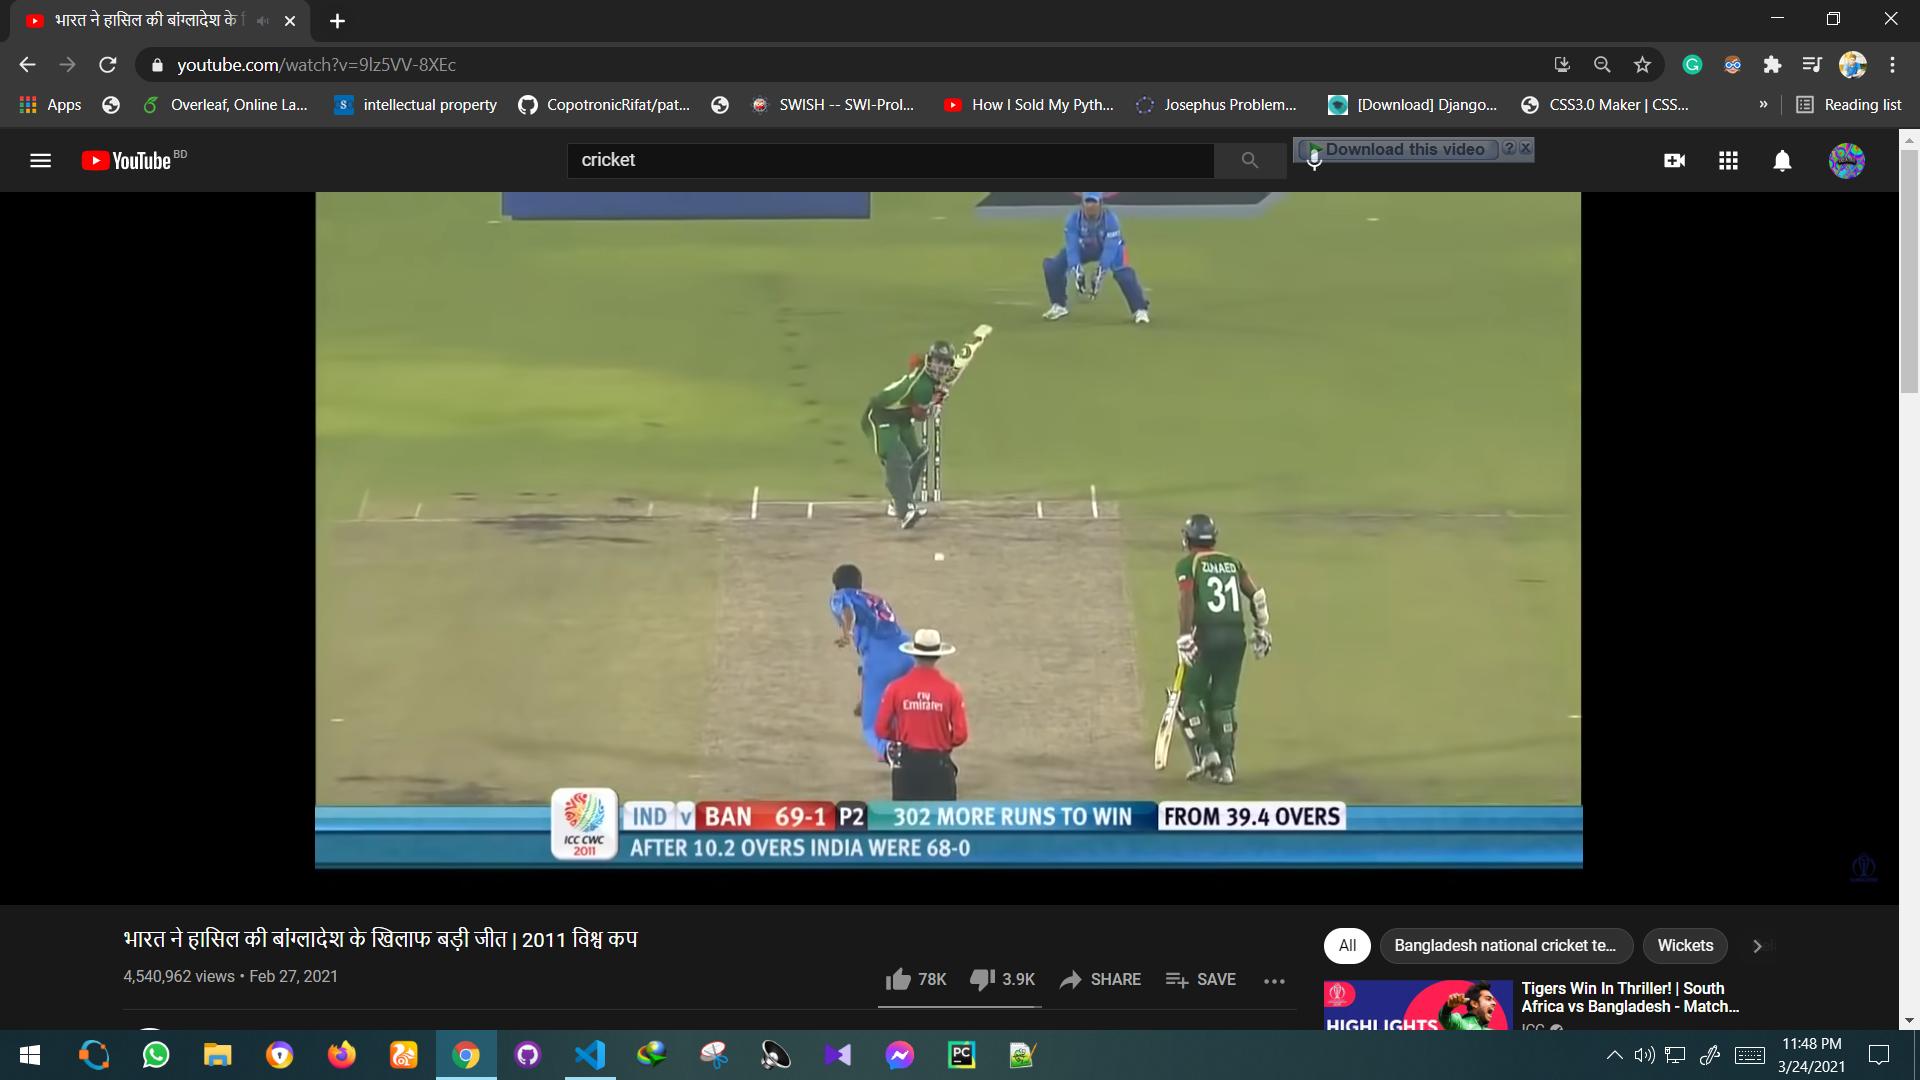 भारत ने हासिल की बांग्लादेश के
youtube.com/watch?v=9lz5VV-8XEc
Apps
Overleaf, Online La...
intellectual property
CopotronicRifat/pat...
SWISH -- SWI-Prol...
How I Sold My Pyth...
Josephus Problem...
[Download] Django...
CSS3.0 Maker | CSS...
»
Reading list
YouTube BD
cricket
Download this video
ZUNAED
31
Fly
Emirates
ICC CWC
2011
IND v BAN 69-1 P2 302 MORE RUNS TO WIN FROM 39.4 OVERS
AFTER 10.2 OVERS INDIA WERE 68-0
भारत ने हासिल की बांग्लादेश के खिलाफ बड़ी जीत | 2011 विश्व कप
4,540,962 views • Feb 27, 2021
78K
3.9K
SHARE
SAVE
All
Bangladesh national cricket te...
Wickets
HIGHLIGHTS
Tigers Win In Thriller! | South
Africa vs Bangladesh - Match...
ICC
PC
11:48 PM
3/24/2021